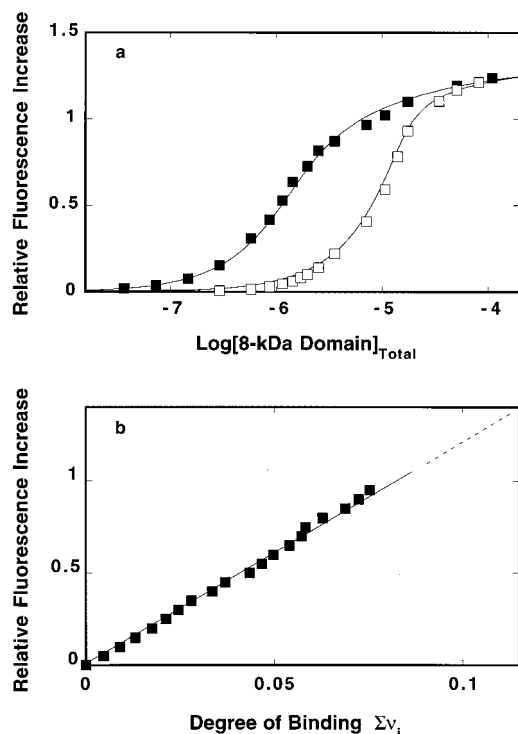 a
Relative Fluorescence Increase
1.5
1
0.5
0
-7
-6
-5
-4
Log[8-kDa Domain]Total
b
Relative Fluorescence Increase
1
0.5
0
0
0.05
0.1
Degree of Binding Σνi